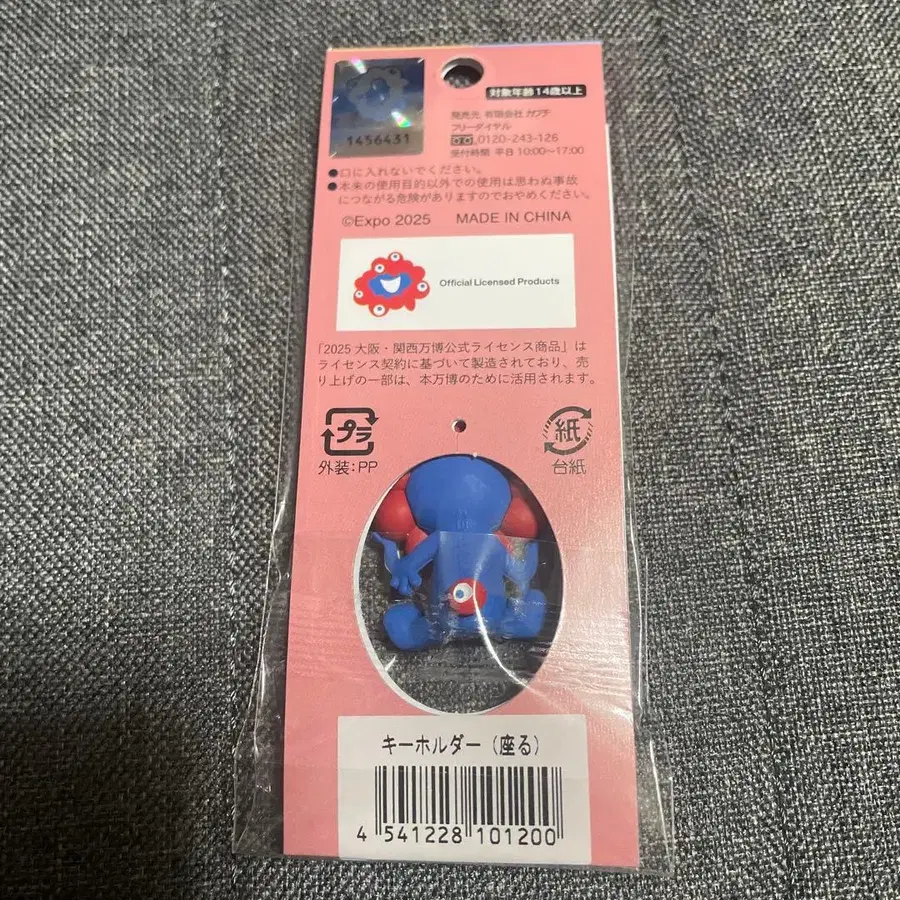 1456431
対象年齢14歳以上
発売元 有限会社 カプチ
フリーダイヤル
0120-243-126
受付時間 平日 10:00〜17:00
●口に入れないでください。
●本来の使用目的以外での使用は思わぬ事故
につながる危険がありますのでおやめください。
©Expo 2025 MADE IN CHINA
Official Licensed Products
「2025 大阪・関西万博公式ライセンス商品」は
ライセンス契約に基づいて製造されており、売
り上げの一部は、本万博のために活用されます。
プラ
外装:PP
紙
台紙
キーホルダー(座る)
4 541228 101200